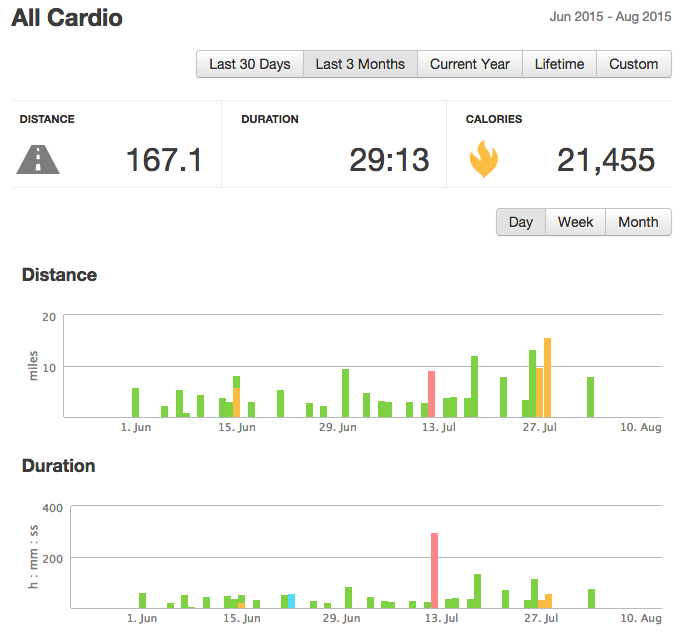 All Cardio
Jun 2015 - Aug 2015
Last 30 Days Last 3 Months Current Year Lifetime Custom
DISTANCE DURATION CALORIES
167.1 29:13 21,455
Day Week Month
Distance
20
10
miles
1. Jun 15. Jun 29. Jun 13. Jul 27. Jul 10. Aug
Duration
400
200
h : mm : ss
1. Jun 15. Jun 29. Jun 13. Jul 27. Jul 10. Aug